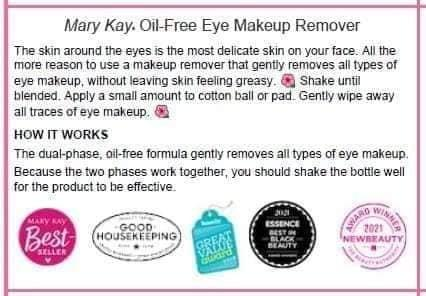 Mary Kay® Oil-Free Eye Makeup Remover
The skin around the eyes is the most delicate skin on your face. All the
more reason to use a makeup remover that gently removes all types of
eye makeup, without leaving skin feeling greasy. Shake until
blended. Apply a small amount to cotton ball or pad. Gently wipe away
all traces of eye makeup.
HOW IT WORKS
The dual-phase, oil-free formula gently removes all types of eye makeup.
Because the two phases work together, you should shake the bottle well
for the product to be effective.
MARY KAY
Best
SELLER
GOOD
HOUSEKEEPING
GREAT
VALUE
award
2021
ESSENCE
BEST IN
BLACK
BEAUTY
AWARD WINNER
2021
NEWBEAUTY